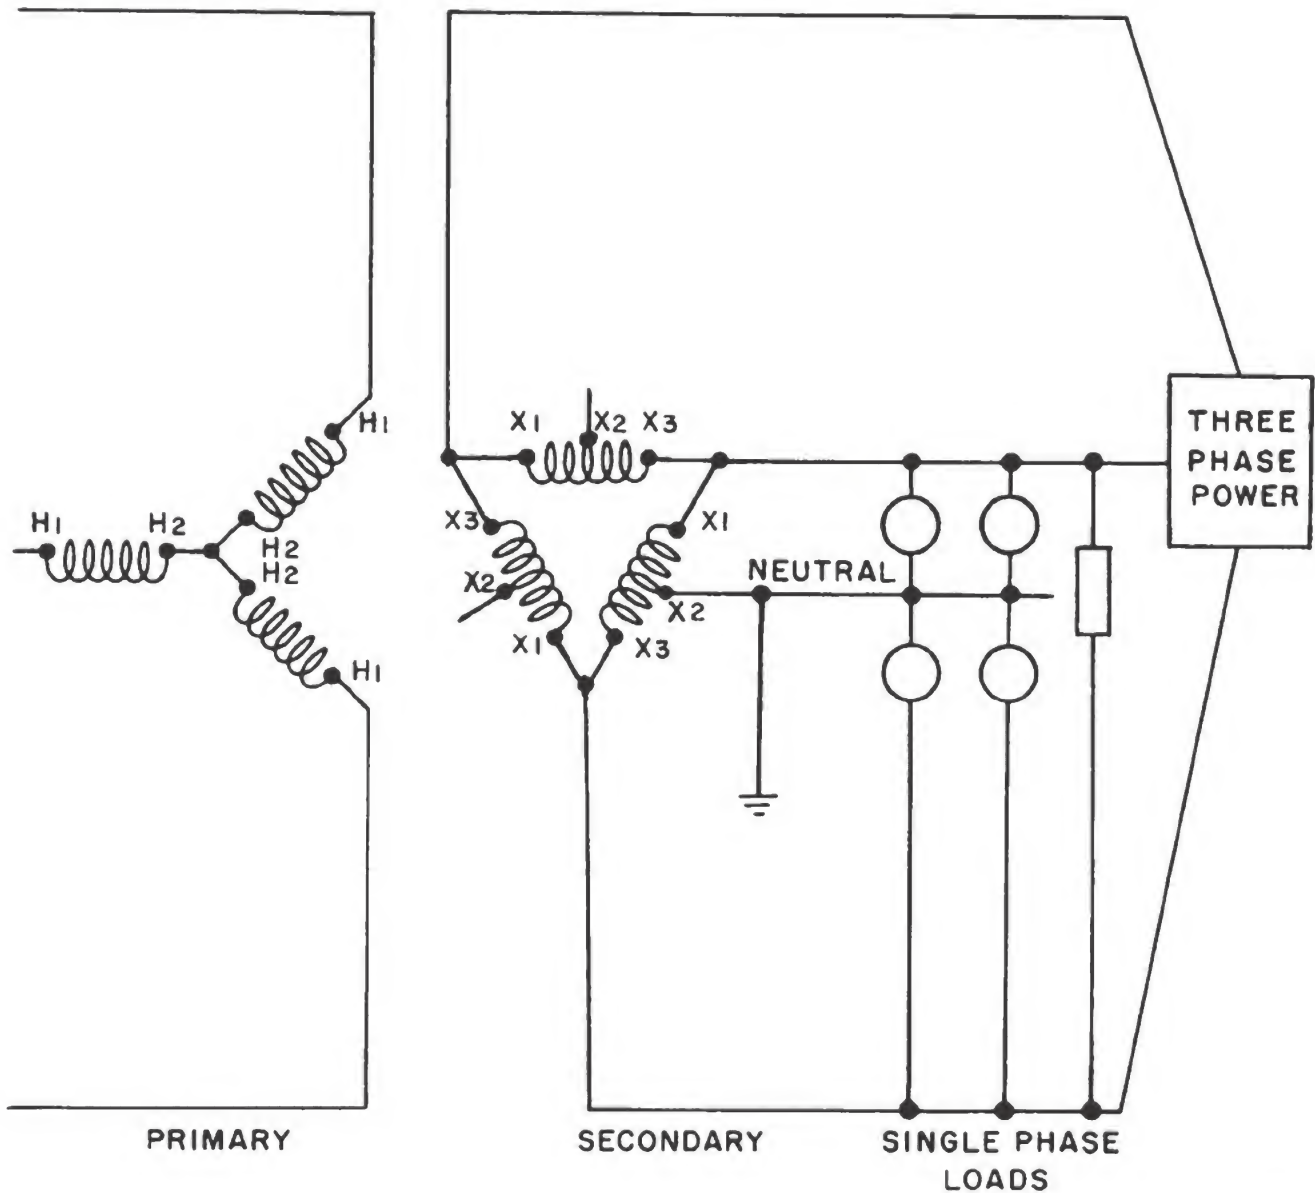 H1
H1
H2
H2
H2
H1
X1
X2
X3
X3
X2
X1
X1
X2
X3
NEUTRAL
THREE
PHASE
POWER
PRIMARY
SECONDARY
SINGLE PHASE
LOADS